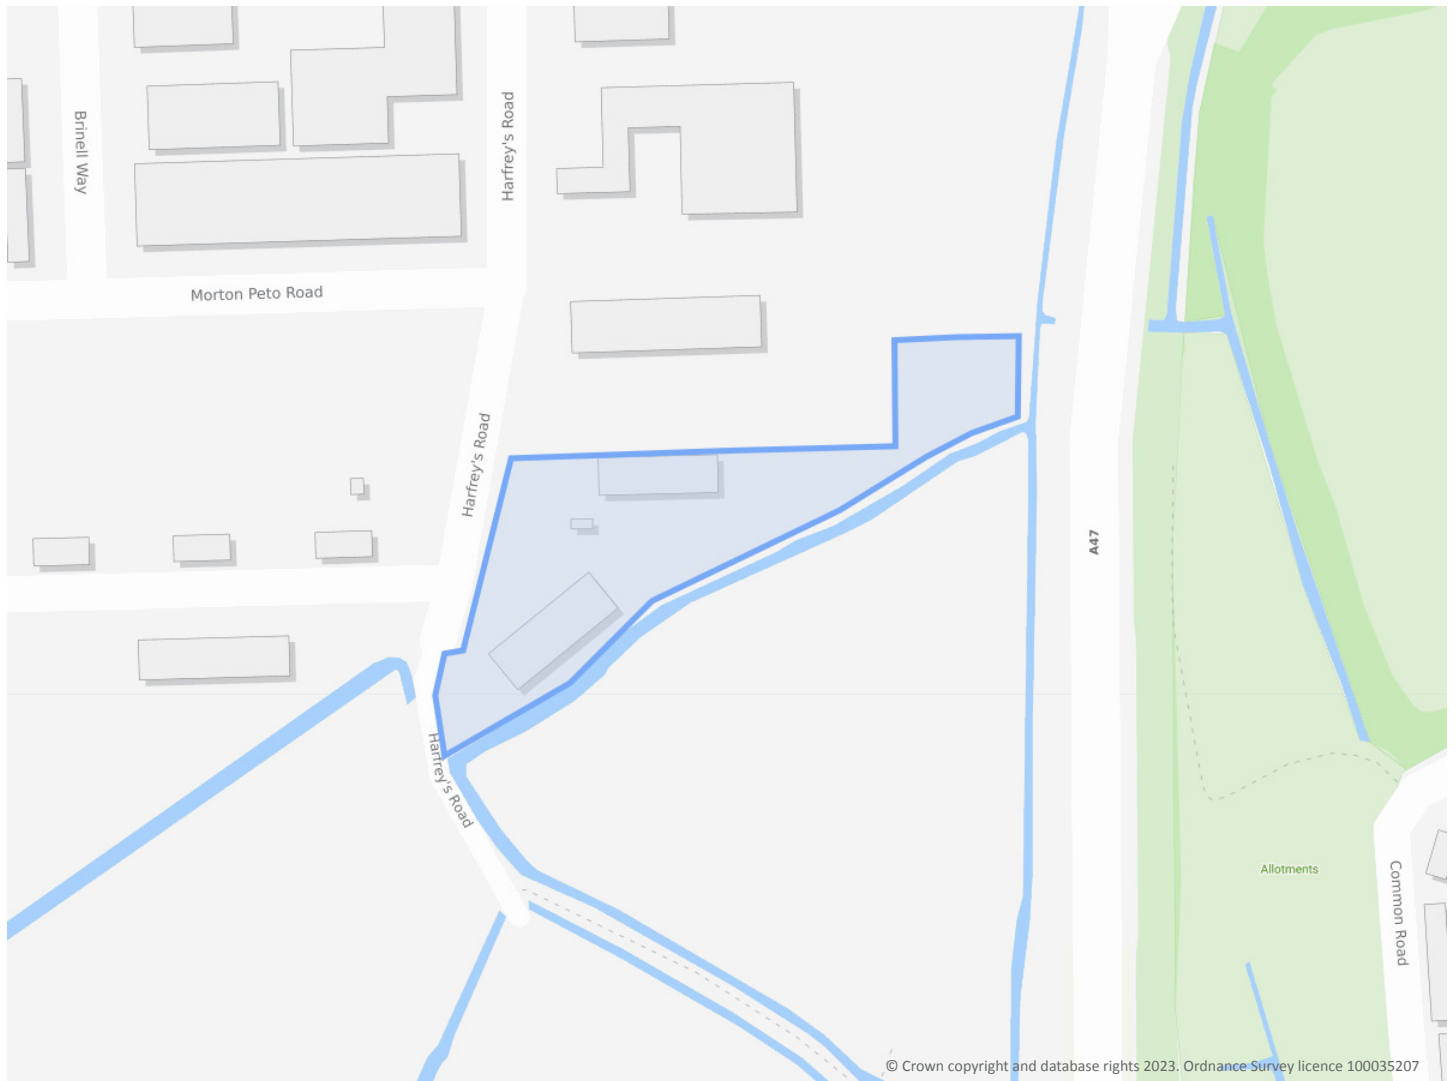 Brinell Way
Harfrey's Road
Morton Peto Road
Harfrey's Road
A47
Harfrey's Road
Allotments
Common Road
© Crown copyright and database rights 2023. Ordnance Survey licence 100035207